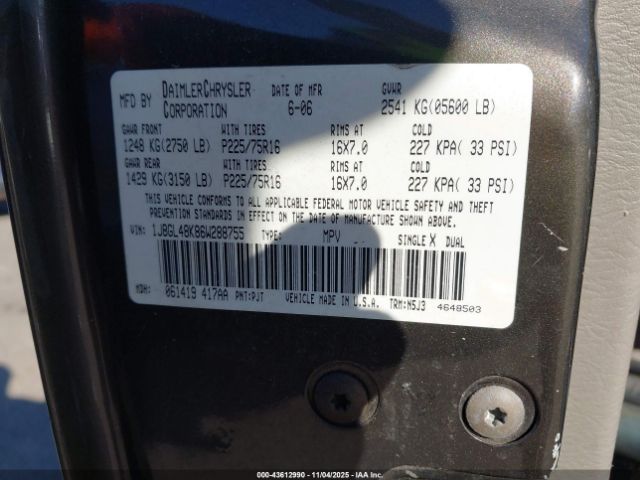 MFD BY DAIMLERCHRYSLER CORPORATION DATE OF MFR 6-06 GVWR 2541 KG(05600 LB)
GAWR FRONT WITH TIRES RIMS AT COLD
1248 KG(2750 LB) P225/75R16 16X7.0 227 KPA( 33 PSI)
GAWR REAR WITH TIRES RIMS AT COLD
1429 KG(3150 LB) P225/75R16 16X7.0 227 KPA( 33 PSI)
THIS VEHICLE CONFORMS TO ALL APPLICABLE FEDERAL MOTOR VEHICLE SAFETY AND THEFT
PREVENTION STANDARDS IN EFFECT ON THE DATE OF MANUFACTURE SHOWN ABOVE.
VIN: 1J8GL48K86W288755 TYPE: MPV SINGLE X DUAL
MDH: 061419 417AA PNT:PJT VEHICLE MADE IN U.S.A. TRM:N5J3 4648503
00-43612990 - 11/04/2025 - IAAI.COM